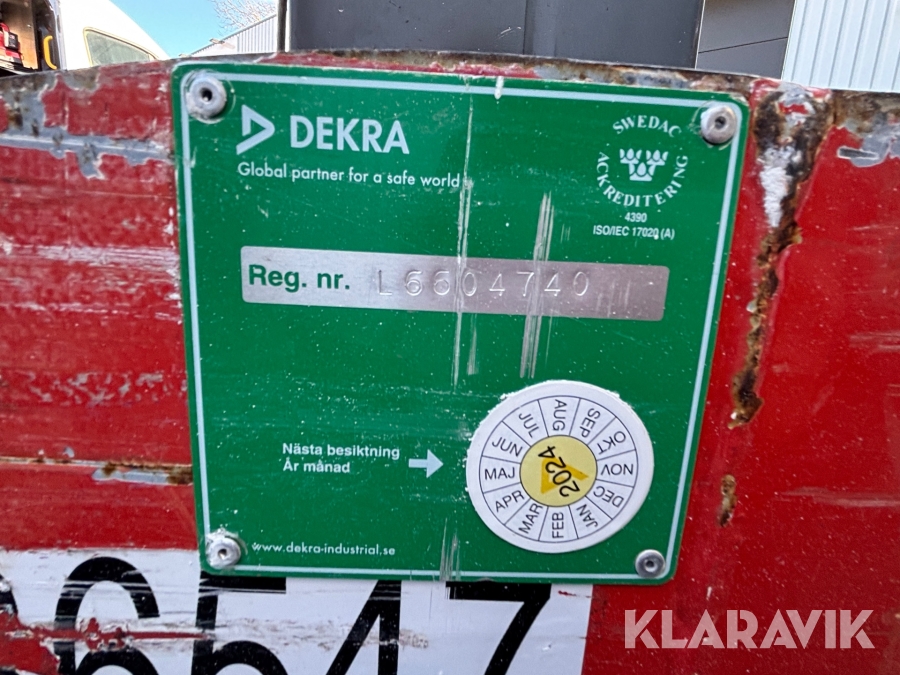 DEKRA
Global partner for a safe world
SWEDAC
ACKREDITERING
4390
ISO/IEC 17020 (A)
Reg. nr. L6604740
Nästa besiktning
År månad
JAN FEB MAR APR MAJ JUN JUL AUG SEP OKT NOV DEC
2024
www.dekra-industrial.se
6547
KLARAVIK